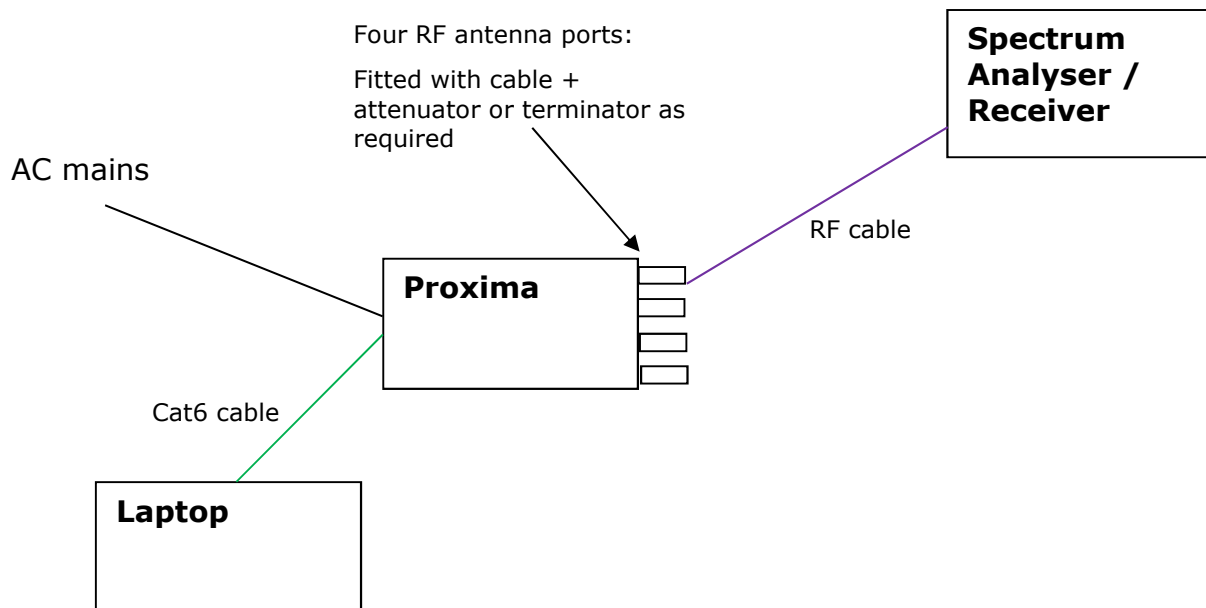 Four RF antenna ports:
Fitted with cable +
attenuator or terminator as
required
Spectrum
Analyser /
Receiver
AC mains
RF cable
Proxima
Cat6 cable
Laptop